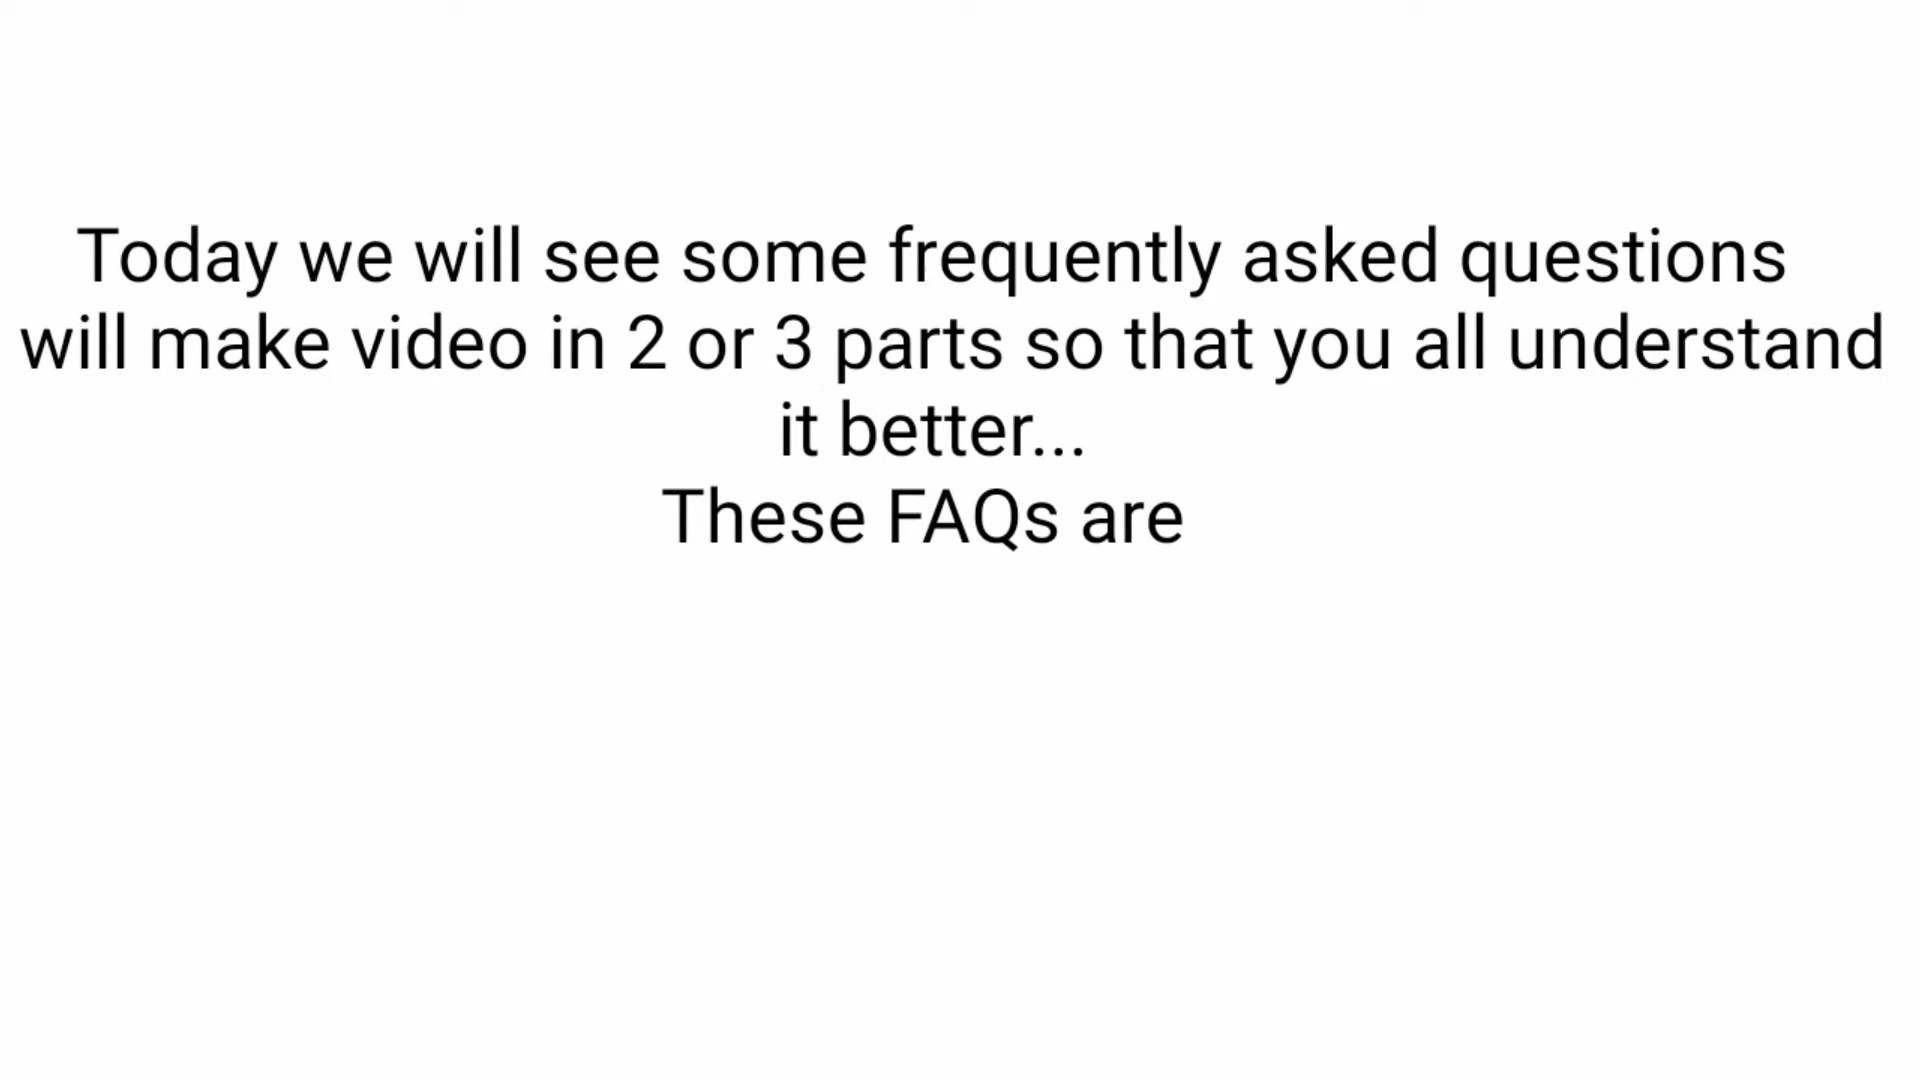 Today we will see some frequently asked questions
will make video in 2 or 3 parts so that you all understand
it better...
These FAQs are